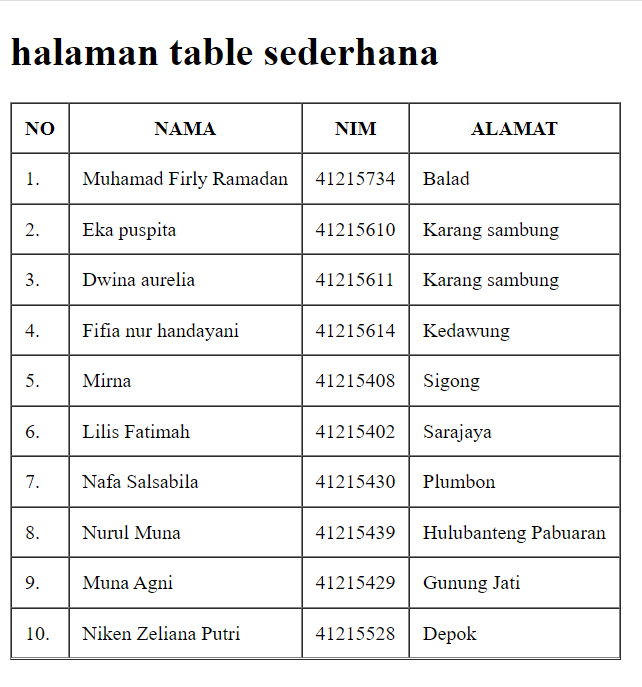 halaman table sederhana
NO NAMA NIM ALAMAT
1. Muhamad Firly Ramadan 41215734 Balad
2. Eka puspita 41215610 Karang sambung
3. Dwina aurelia 41215611 Karang sambung
4. Fifia nur handayani 41215614 Kedawung
5. Mirna 41215408 Sigong
6. Lilis Fatimah 41215402 Sarajaya
7. Nafa Salsabila 41215430 Plumbon
8. Nurul Muna 41215439 Hulubanteng Pabuaran
9. Muna Agni 41215429 Gunung Jati
10. Niken Zeliana Putri 41215528 Depok